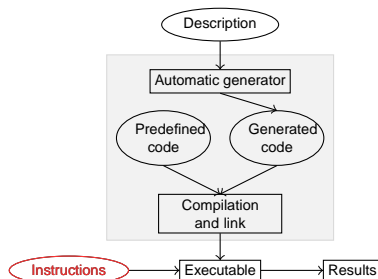 Description
Automatic generator
Predefined
code
Generated
code
Compilation
and link
Instructions
Executable
Results